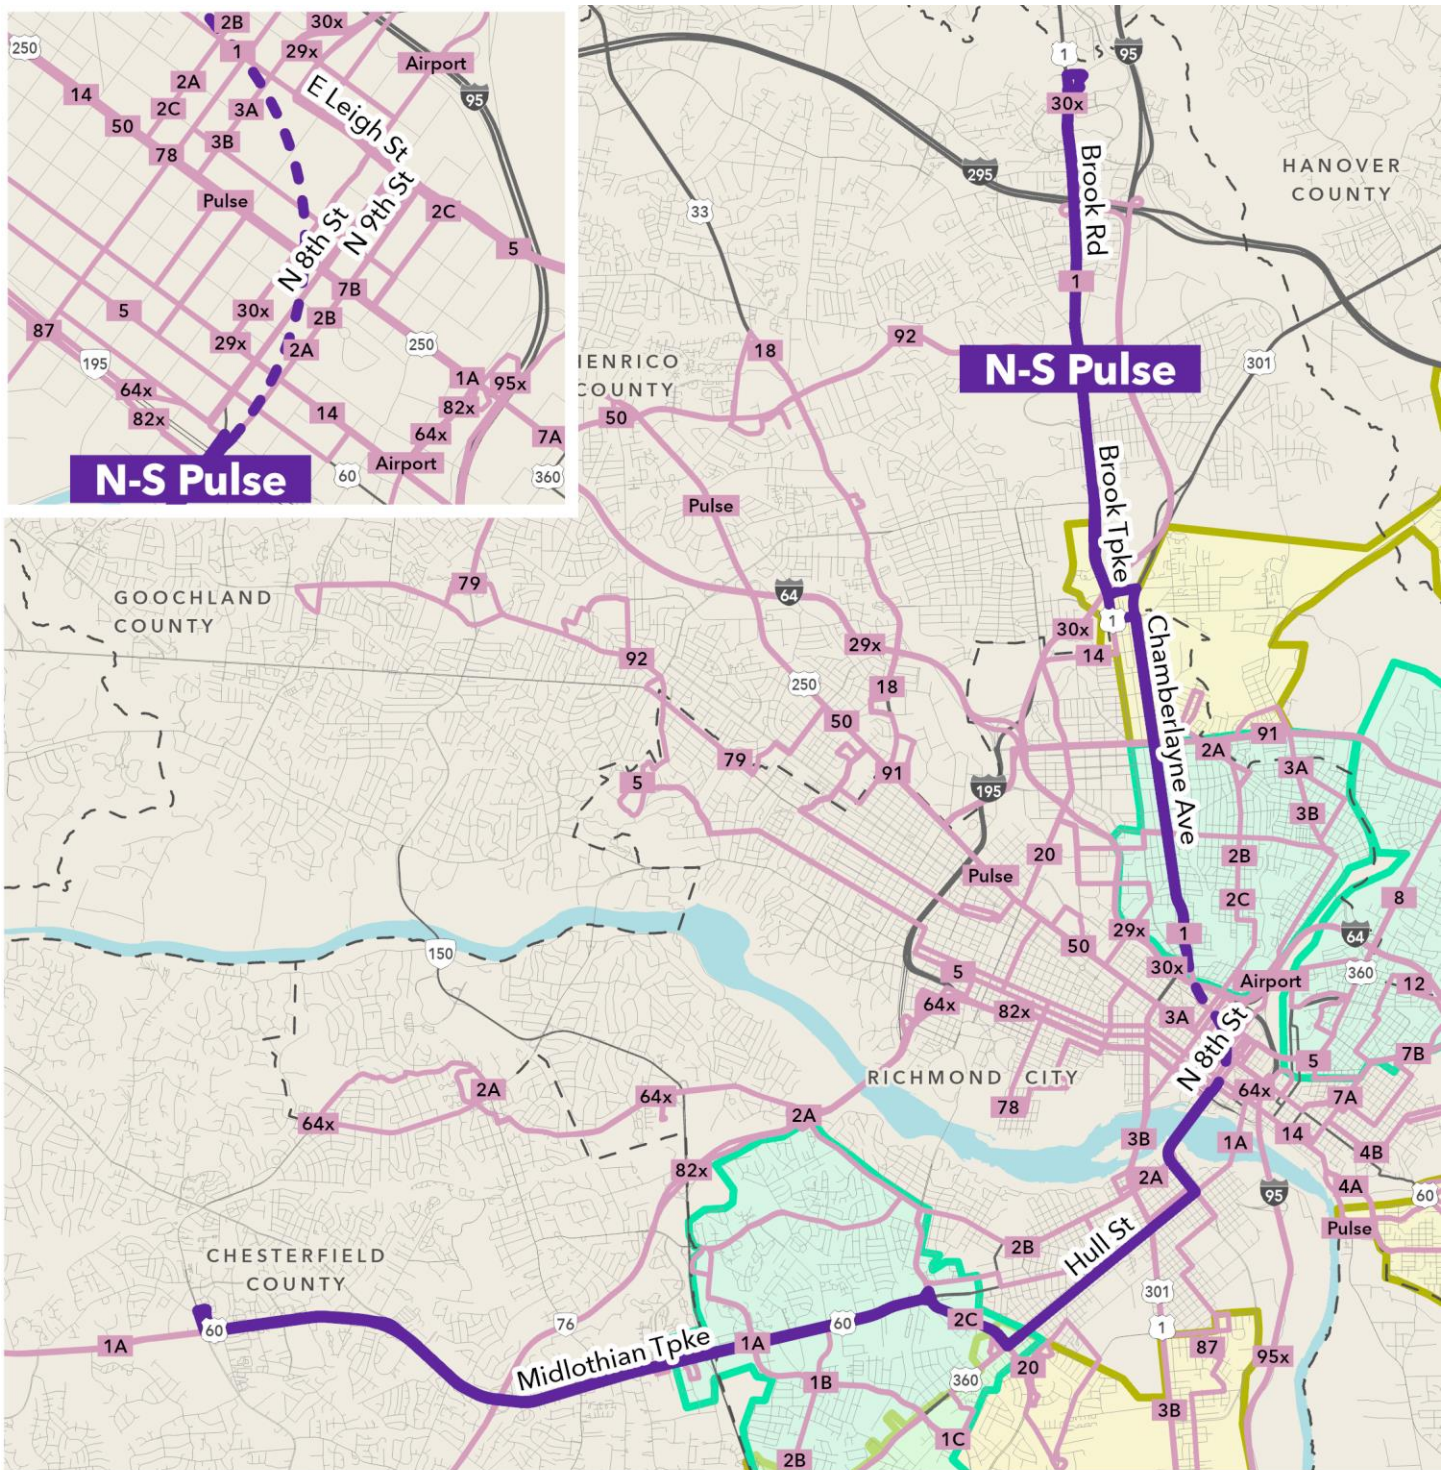 2B
30x
250
1
29x
Airport
2A
14
2C
3A
95
E Leigh St
50
3B
78
Pulse
N 9th St
2C
N 8th St
5
7B
5
30x
2B
87
29x
2A
250
195
1A
95x
64x
82x
82x
14
64x
7A
Airport
60
360
N-S Pulse
1
95
30x
Brook Rd
295
HANOVER
COUNTY
33
1
92
18
N-S Pulse
301
ENRICO
COUNTY
50
Brook Tpke
Pulse
79
64
GOOCHLAND
COUNTY
1
30x
29x
14
Chamberlayne Ave
92
250
18
50
91
2A
79
91
3A
5
195
3B
20
2B
Pulse
2C
8
29x
1
64
50
150
30x
360
5
Airport
12
64x
82x
3A
N 8th St
7B
RICHMOND CITY
5
2A
64x
64x
7A
78
64x
2A
3B
1A
14
4B
82x
2A
4A
95
60
Pulse
2B
Hull St
CHESTERFIELD
COUNTY
301
60
76
2C
60
1
1A
Midlothian Tpke
1A
87
95x
20
1B
360
3B
1C
2B